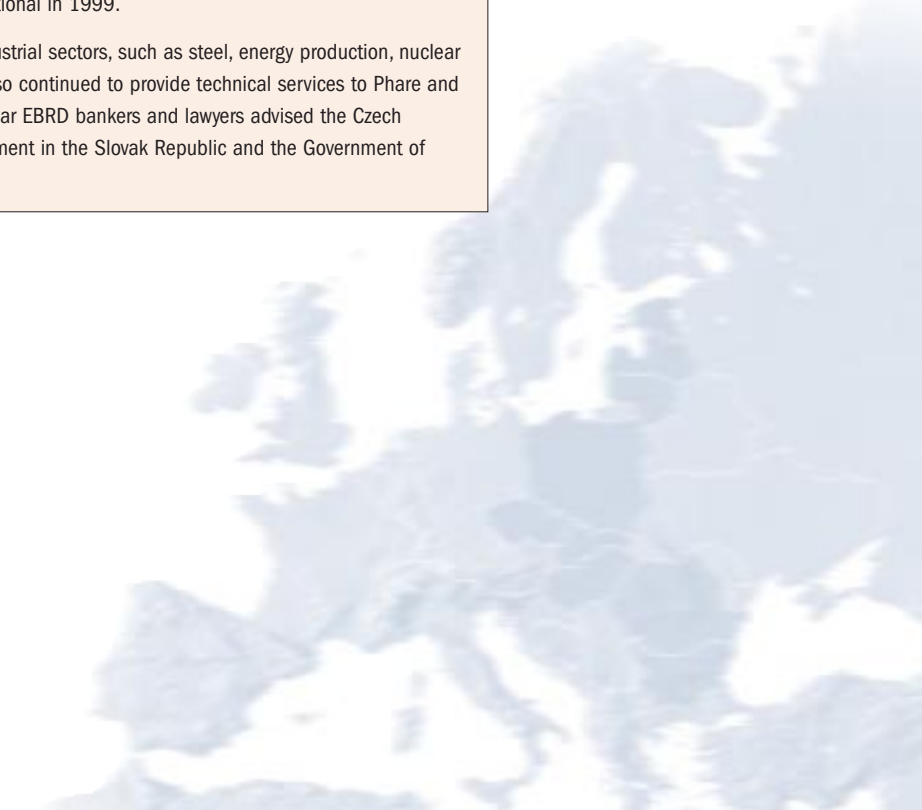 tional in 1999.
ustrial sectors, such as steel, energy production, nuclear
so continued to provide technical services to Phare and
ar EBRD bankers and lawyers advised the Czech
ment in the Slovak Republic and the Government of